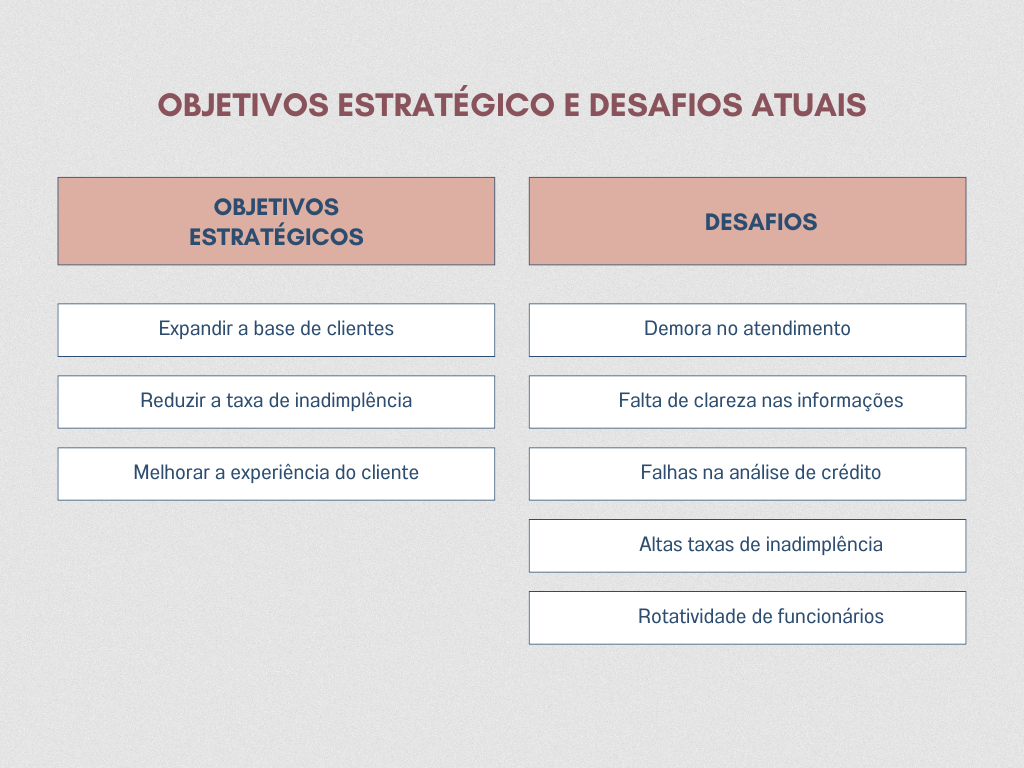 OBJETIVOS ESTRATÉGICO E DESAFIOS ATUAIS
OBJETIVOS
ESTRATÉGICOS
Expandir a base de clientes
Reduzir a taxa de inadimplência
Melhorar a experiência do cliente
DESAFIOS
Demora no atendimento
Falta de clareza nas informações
Falhas na análise de crédito
Altas taxas de inadimplência
Rotatividade de funcionários